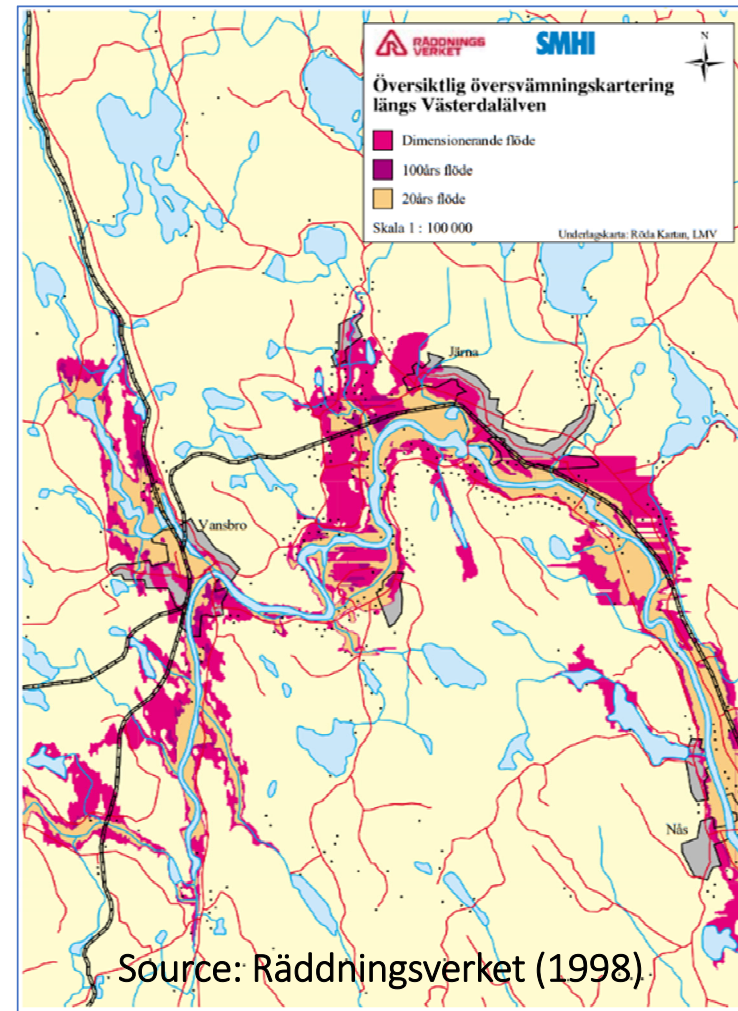 RÄDDNINGS
VERKET
SMHI
N
Översiktlig översvämningskartering
längs Västerdalälven
Dimensionerande flöde
100års flöde
20års flöde
Skala 1 : 100 000
Underlagskarta: Röda Kartan, LMV
Järna
Vansbro
Nås
Source: Räddningsverket (1998)